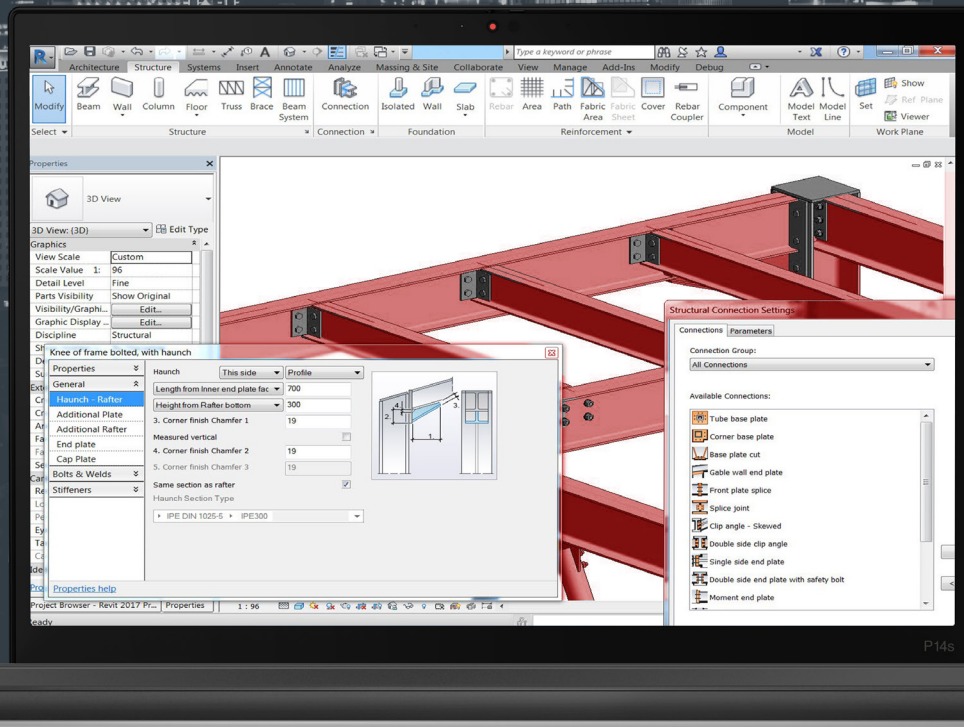 Type a keyword or phrase
Architecture Structure Systems Insert Annotate Analyze Massing & Site Collaborate View Manage Add-Ins Modify Debug
Modify Beam Wall Column Floor Truss Brace Beam System Connection Isolated Wall Slab Rebar Area Path Fabric Area Fabric Sheet Cover Rebar Coupler Component Model Text Model Line Set Show
Ref Plane
Viewer
Select Structure Connection Foundation Reinforcement Model Work Plane
Properties
3D View
3D View: {3D} Edit Type
Graphics
View Scale Custom
Scale Value 1: 96
Detail Level Fine
Parts Visibility Show Original
Visibility/Graphi... Edit...
Graphic Display ... Edit...
Discipline Structural
Knee of frame bolted, with haunch
Properties
General
Haunch - Rafter
Additional Plate
Additional Rafter
End plate
Cap Plate
Bolts & Welds
Stiffeners
Properties help
Haunch This side Profile
Length from Inner end plate fac 700
Height from Rafter bottom 300
3. Corner finish Chamfer 1 19
Measured vertical
4. Corner finish Chamfer 2 19
5. Corner finish Chamfer 3 19
Same section as rafter
Haunch Section Type
IPE DIN 1025-5 IPE300
4.
3.
2.
1.
Structural Connection Settings
Connections Parameters
Connection Group:
All Connections
Available Connections:
Tube base plate
Corner base plate
Base plate cut
Gable wall end plate
Front plate splice
Splice joint
Clip angle - Skewed
Double side clip angle
Single side end plate
Double side end plate with safety bolt
Moment end plate
Project Browser - Revit 2017 Pr... Properties
1 : 96
P14s